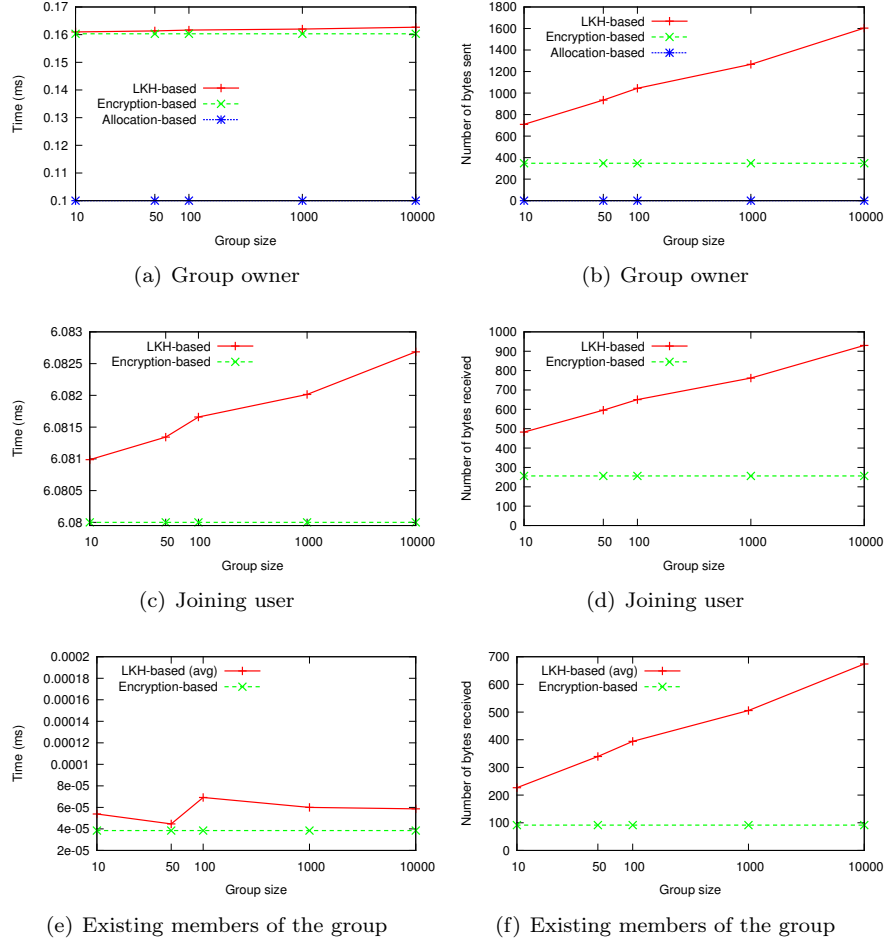 0.17
0.16
0.15
0.14
0.13
0.12
0.11
0.1
Time (ms)
LKH-based
Encryption-based
Allocation-based
10 50 100 1000 10000
Group size
(a) Group owner
1800
1600
1400
1200
1000
800
600
400
200
0
Number of bytes sent
LKH-based
Encryption-based
Allocation-based
10 50 100 1000 10000
Group size
(b) Group owner
6.083
6.0825
6.082
6.0815
6.081
6.0805
6.08
Time (ms)
LKH-based
Encryption-based
10 50 100 1000 10000
Group size
(c) Joining user
1000
900
800
700
600
500
400
300
200
100
0
Number of bytes received
LKH-based
Encryption-based
10 50 100 1000 10000
Group size
(d) Joining user
0.0002
0.00018
0.00016
0.00014
0.00012
0.0001
8e-05
6e-05
4e-05
2e-05
Time (ms)
LKH-based (avg)
Encryption-based
10 50 100 1000 10000
Group size
(e) Existing members of the group
700
600
500
400
300
200
100
0
Number of bytes received
LKH-based (avg)
Encryption-based
10 50 100 1000 10000
Group size
(f) Existing members of the group